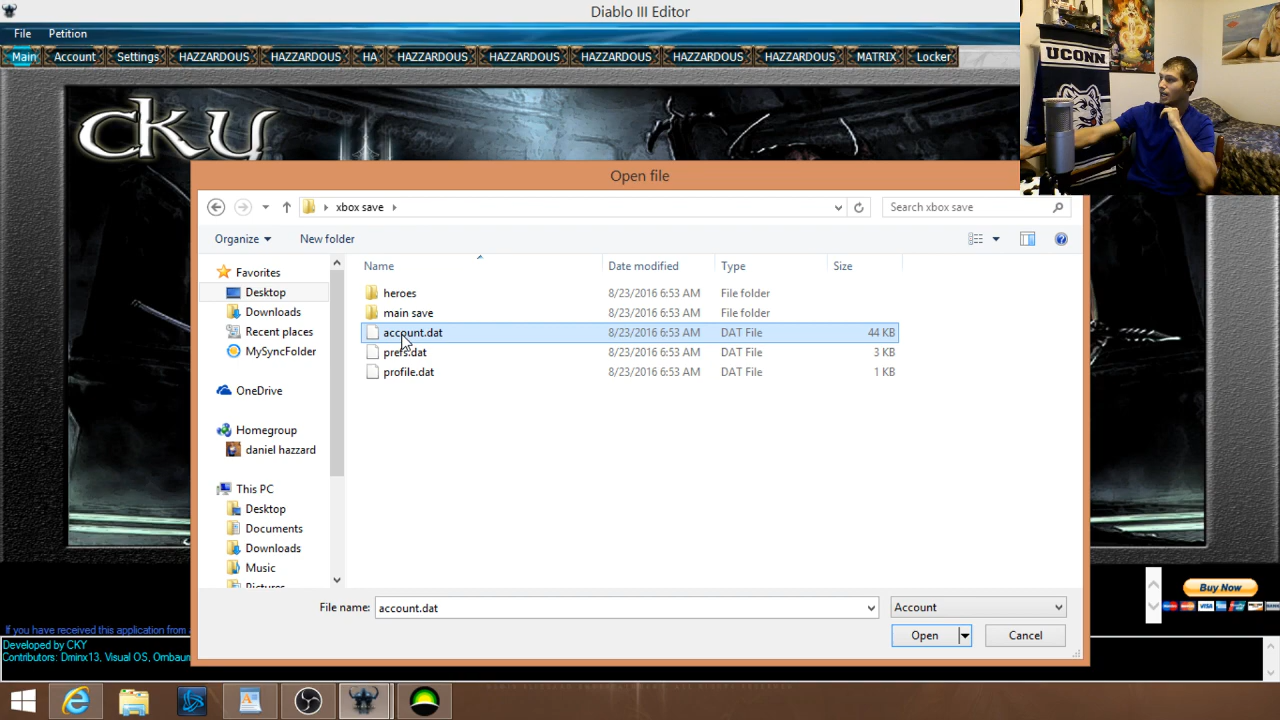 Diablo III Editor
File Petition
Main Account Settings HAZZARDOUS HAZZARDOUS HA HAZZARDOUS HAZZARDOUS HAZZARDOUS HAZZARDOUS HAZZARDOUS MATRIX Locker
UCONN
cky
Open file
xbox save
Search xbox save
Organize New folder
Name Date modified Type Size
Favorites
Desktop
Downloads
Recent places
MySyncFolder
OneDrive
Homegroup
daniel hazzard
This PC
Desktop
Documents
Downloads
Music
Pictures
heroes 8/23/2016 6:53 AM File folder
main save 8/23/2016 6:53 AM File folder
account.dat 8/23/2016 6:53 AM DAT File 44 KB
prefs.dat 8/23/2016 6:53 AM DAT File 3 KB
profile.dat 8/23/2016 6:53 AM DAT File 1 KB
File name: account.dat Account
Open Cancel
Buy Now
If you have received this application from
Developed by CKY
Contributors: Dminx13, Visual OS, Ombaun